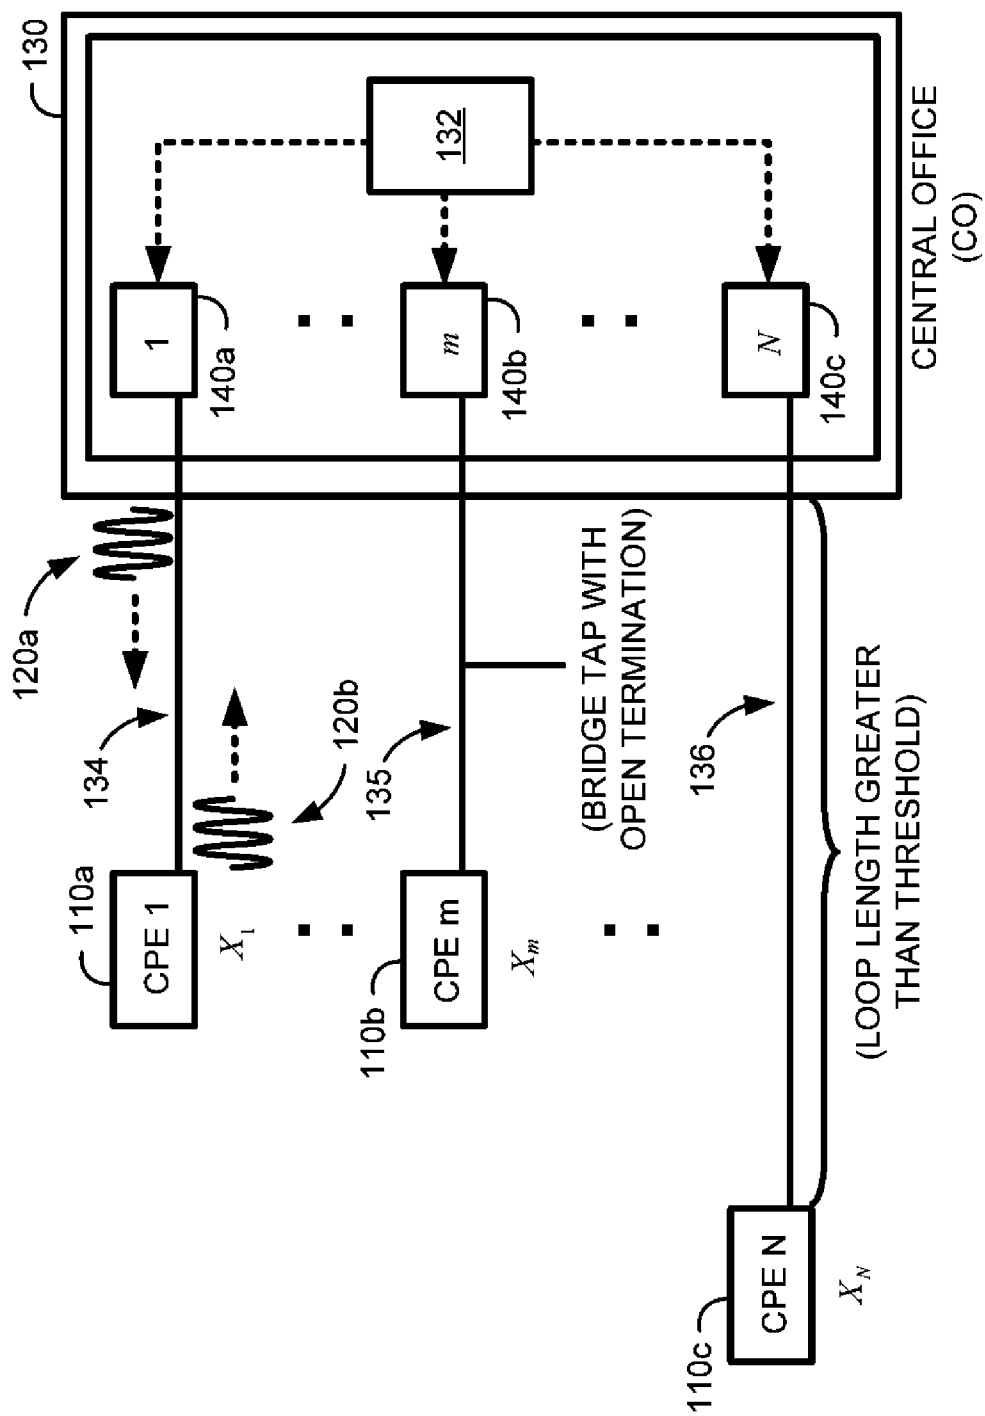 130
132
1
140a
m
140b
N
140c
CENTRAL OFFICE
(CO)
120a
134
120b
135
(BRIDGE TAP WITH
OPEN TERMINATION)
136
(LOOP LENGTH GREATER
THAN THRESHOLD)
110a
CPE 1
X1
110b
CPE m
Xm
110c
CPE N
XN